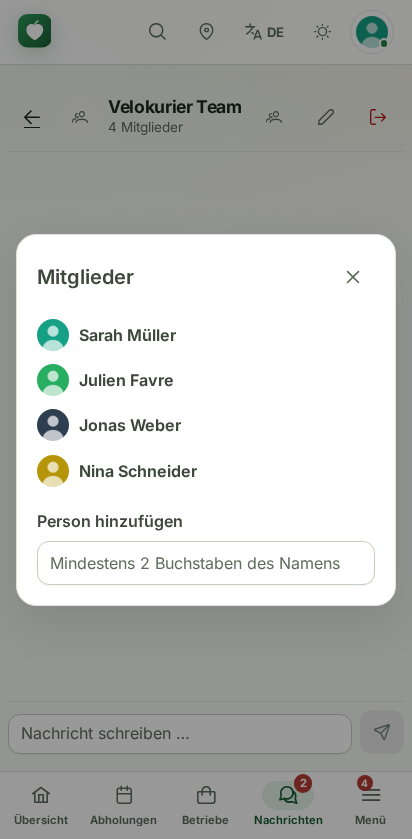 DE
Velokurier Team
4 Mitglieder
Mitglieder
Sarah Müller
Julien Favre
Jonas Weber
Nina Schneider
Person hinzufügen
Mindestens 2 Buchstaben des Namens
Nachricht schreiben ...
2
4
Übersicht
Abholungen
Betriebe
Nachrichten
Menü